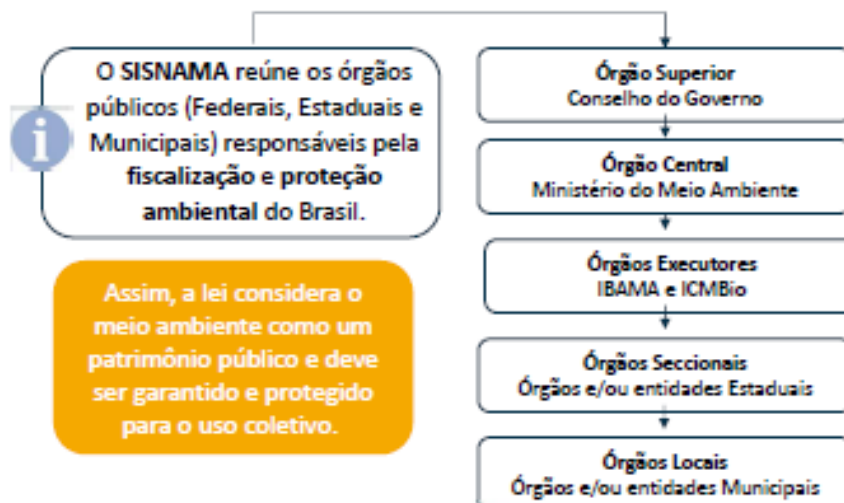 O SISNAMA reúne os órgãos
públicos (Federais, Estaduais e
Municipais) responsáveis pela
fiscalização e proteção
ambiental do Brasil.
Assim, a lei considera o
meio ambiente como um
patrimônio público e deve
ser garantido e protegido
para o uso coletivo.
Órgão Superior
Conselho do Governo
Órgão Central
Ministério do Meio Ambiente
Órgãos Executores
IBAMA e ICMBio
Órgãos Seccionais
Órgãos e/ou entidades Estaduais
Órgãos Locais
Órgãos e/ou entidades Municipais